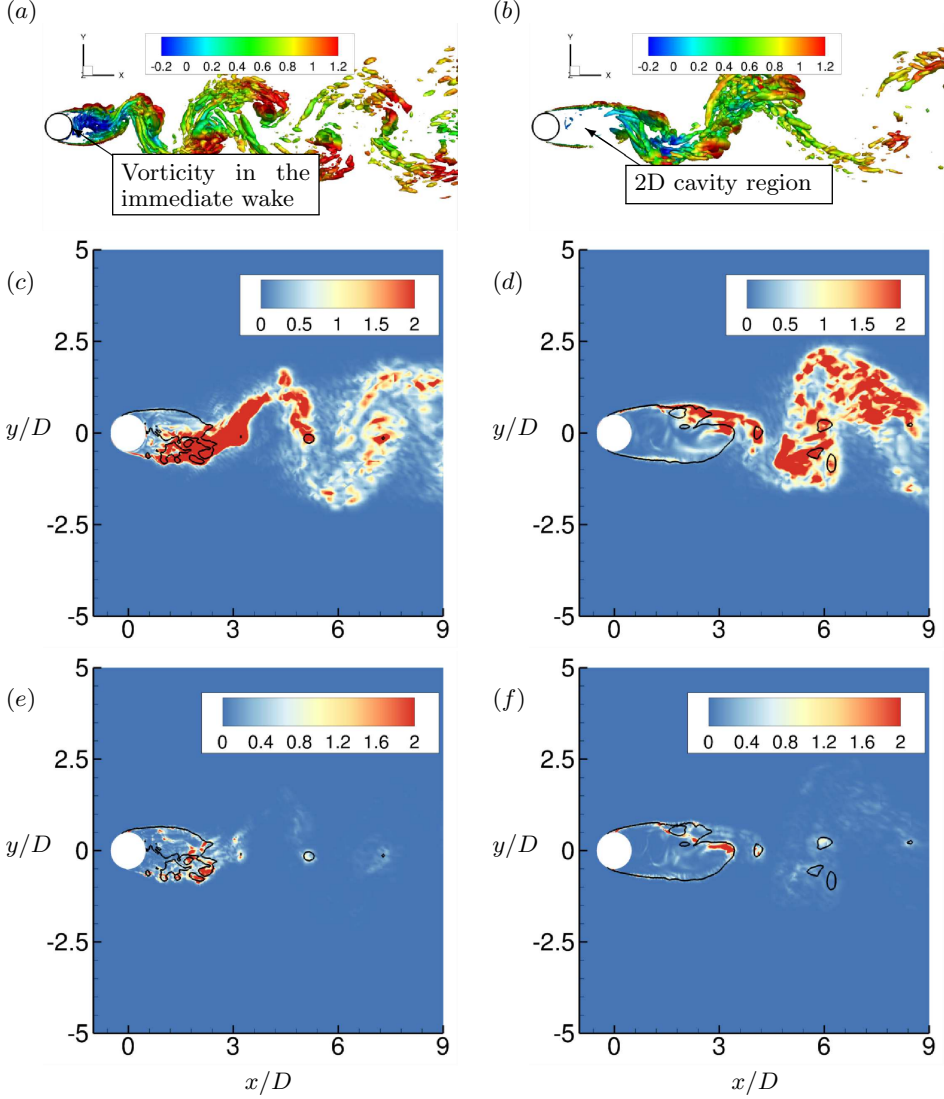 (a)
(b)
Y
X
Z
-0.2 0 0.2 0.4 0.6 0.8 1 1.2
Y
X
-0.2 0 0.2 0.4 0.6 0.8 1 1.2
Vorticity in the
immediate wake
2D cavity region
(c)
(d)
5
2.5
0
-2.5
-5
y/D
0 0.5 1 1.5 2
0 3 6 9
5
2.5
0
-2.5
-5
y/D
0 0.5 1 1.5 2
0 3 6 9
(e)
(f)
5
2.5
0
-2.5
-5
y/D
0 0.4 0.8 1.2 1.6 2
0 3 6 9
x/D
5
2.5
0
-2.5
-5
y/D
0 0.4 0.8 1.2 1.6 2
0 3 6 9
x/D